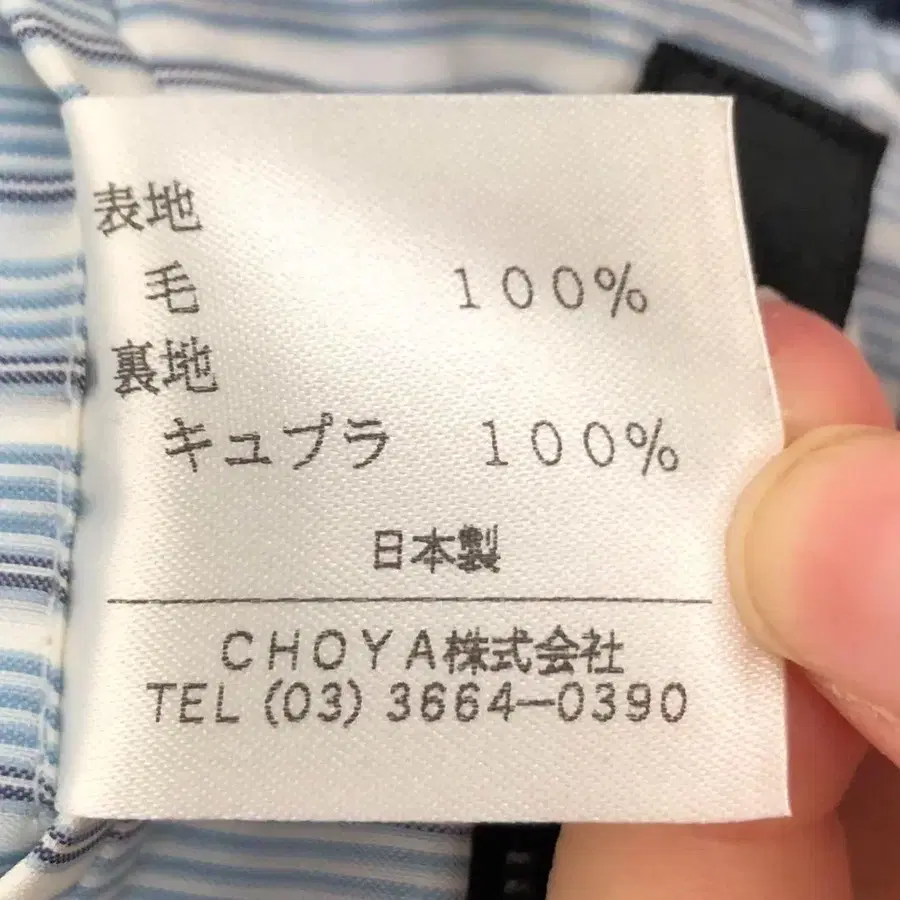 表地
毛 100%
裏地
キュプラ 100%
日本製
CHOYA株式会社
TEL (03) 3664-0390